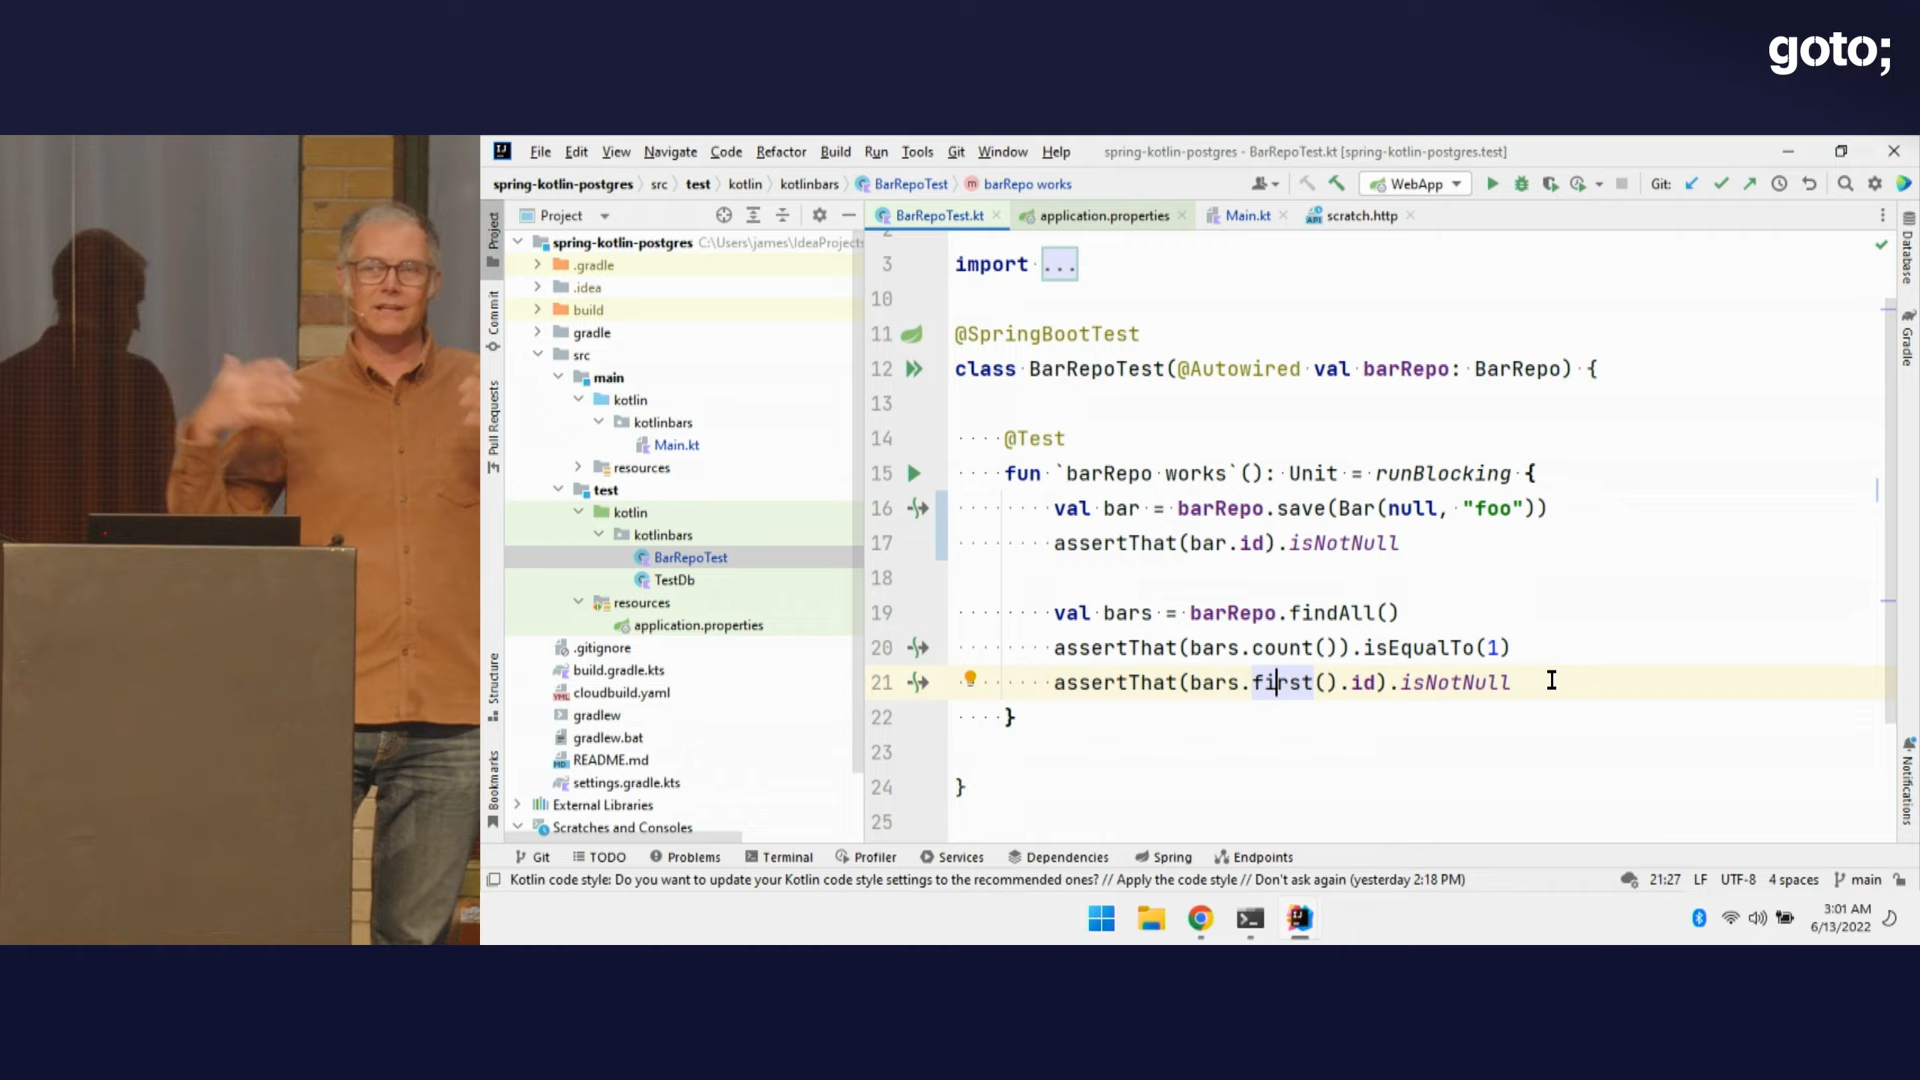 goto;
File Edit View Navigate Code Refactor Build Run Tools Git Window Help spring-kotlin-postgres - BarRepoTest.kt [spring-kotlin-postgres.test]
spring-kotlin-postgres src test kotlin kotlinbars BarRepoTest barRepo works WebApp Git:
Project BarRepoTest.kt application.properties Main.kt scratch.http
spring-kotlin-postgres C:\Users\james\IdeaProjects
.gradle
.idea
build
gradle
src
main
kotlin
kotlinbars
Main.kt
resources
test
kotlin
kotlinbars
BarRepoTest
TestDb
resources
application.properties
.gitignore
build.gradle.kts
cloudbuild.yaml
gradlew
gradlew.bat
README.md
settings.gradle.kts
External Libraries
Scratches and Consoles
Project
Commit
Pull Requests
Structure
Bookmarks
3 import ...
10
11 @SpringBootTest
12 class BarRepoTest(@Autowired val barRepo: BarRepo) {
13
14 @Test
15 fun `barRepo works`(): Unit = runBlocking {
16 val bar = barRepo.save(Bar(null, "foo"))
17 assertThat(bar.id).isNotNull
18
19 val bars = barRepo.findAll()
20 assertThat(bars.count()).isEqualTo(1)
21 assertThat(bars.first().id).isNotNull
22 }
23
24 }
25
Database
Gradle
Notifications
Git TODO Problems Terminal Profiler Services Dependencies Spring Endpoints
Kotlin code style: Do you want to update your Kotlin code style settings to the recommended ones? // Apply the code style // Don't ask again (yesterday 2:18 PM) 21:27 LF UTF-8 4 spaces main
3:01 AM
6/13/2022